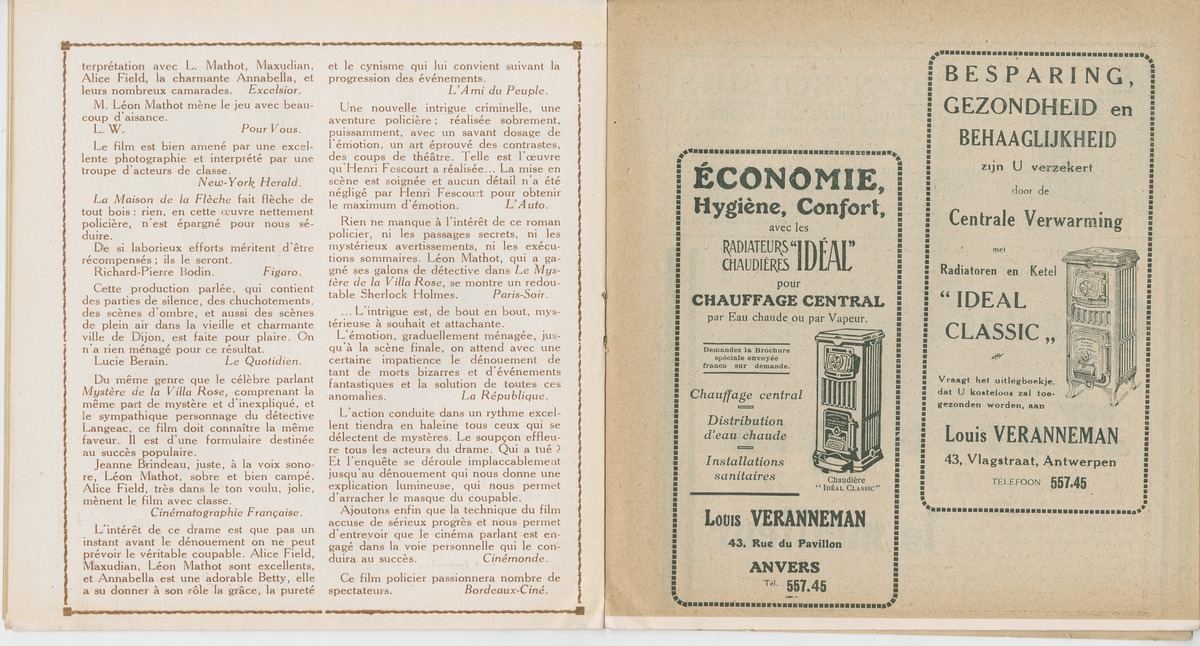 terprétation avec L. Mathot, Maxudian,
Alice Field, la charmante Annabella, et
leurs nombreux camarades. Excelsior.
M. Léon Mathot mène le jeu avec beau-
coup d'aisance.
L. W. Pour Vous.
Le film est bien amené par une excel-
lente photographie et interprété par une
troupe d'acteurs de classe.
New-York Herald.
La Maison de la Flèche fait flèche de
tout bois : rien, en cette œuvre nettement
policière, n'est épargné pour nous sé-
duire.
De si laborieux efforts méritent d'être
récompensés ; ils le seront.
Richard-Pierre Bodin. Figaro.
Cette production parlée, qui contient
des parties de silence, des chuchotements,
des scènes d'ombre, et aussi des scènes
de plein air dans la vieille et charmante
ville de Dijon, est faite pour plaire. On
n'a rien ménagé pour ce résultat.
Lucie Berain. Le Quotidien.
Du même genre que le célèbre parlant
Mystère de la Villa Rose, comprenant la
même part de mystère et d'inexpliqué, et
le sympathique personnage du détective
Langeac, ce film doit connaître la même
faveur. Il est d'une formulaire destinée
au succès populaire.
Jeanne Brindeau, juste, à la voix sono-
re, Léon Mathot, sobre et bien campé,
Alice Field, très dans le ton voulu, jolie,
mènent le film avec classe.
Cinématographie Française.
L'intérêt de ce drame est que pas un
instant avant le dénouement on ne peut
prévoir le véritable coupable. Alice Field,
Maxudian, Léon Mathot sont excellents,
et Annabella est une adorable Betty, elle
a su donner à son rôle la grâce, la pureté
et le cynisme qui lui convient suivant la
progression des événements.
L'Ami du Peuple.
Une nouvelle intrigue criminelle, une
aventure policière ; réalisée sobrement,
puissamment, avec un savant dosage de
l'émotion, un art éprouvé des contrastes,
des coups de théâtre. Telle est l'œuvre
qu'Henri Fescourt a réalisée... La mise en
scène est soignée et aucun détail n'a été
négligé par Henri Fescourt pour obtenir
le maximum d'émotion. L'Auto.
Rien ne manque à l'intérêt de ce roman
policier, ni les passages secrets, ni les
mystérieux avertissements, ni les exécu-
tions sommaires. Léon Mathot, qui a ga-
gné ses galons de détective dans Le Mys-
tère de la Villa Rose, se montre un redou-
table Sherlock Holmes. Paris-Soir.
... L'intrigue est, de bout en bout, mys-
térieuse à souhait et attachante.
L'émotion, graduellement ménagée, jus-
qu'à la scène finale, on attend avec une
certaine impatience le dénouement de
tant de morts bizarres et d'événements
fantastiques et la solution de toutes ces
anomalies. La République.
L'action conduite dans un rythme excel-
lent tiendra en haleine tous ceux qui se
délectent de mystères. Le soupçon effleu-
re tous les acteurs du drame. Qui a tué ?
Et l'enquête se déroule implaccablement
jusqu'au dénouement qui nous donne une
explication lumineuse, qui nous permet
d'arracher le masque du coupable.
Ajoutons enfin que la technique du film
accuse de sérieux progrès et nous permet
d'entrevoir que le cinéma parlant est en-
gagé dans la voie personnelle qui le con-
duira au succès. Cinémonde.
Ce film policier passionnera nombre de
spectateurs. Bordeaux-Ciné.
ÉCONOMIE,
Hygiène, Confort,
avec les
RADIATEURS
CHAUDIÈRES "IDÉAL"
pour
CHAUFFAGE CENTRAL
par Eau chaude ou par Vapeur.
Demandez la Brochure
spéciale envoyée
franco sur demande.
Chauffage central
Distribution
d'eau chaude
Installations
sanitaires
Chaudière
"IDÉAL CLASSIC"
Louis VERANNEMAN
43, Rue du Pavillon
ANVERS
Tél. 557.45
BESPARING,
GEZONDHEID en
BEHAAGLIJKHEID
zijn U verzekert
door de
Centrale Verwarming
met
Radiatoren en Ketel
"IDEAL
CLASSIC„
Vraagt het uitlegboekje,
dat U kosteloos zal toe-
gezonden worden, aan
Louis VERANNEMAN
43, Vlagstraat, Antwerpen
TELEFOON 557.45